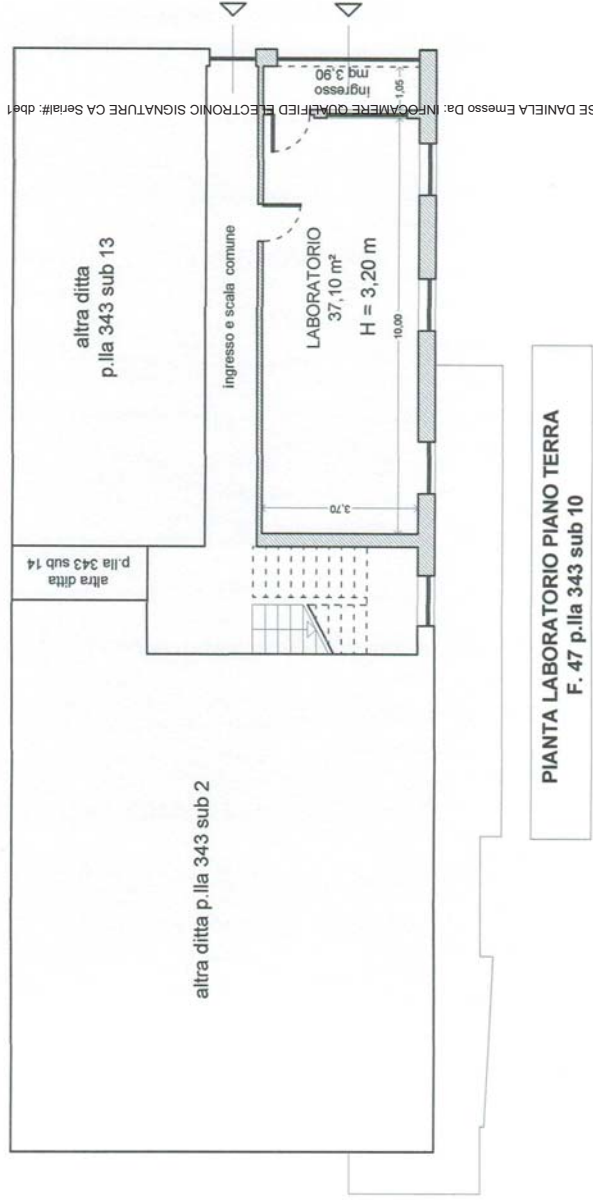 SE DANIELA Emesso Da: INFOCAMERE QUALIFIED ELECTRONIC SIGNATURE CA Serial#: dbe1
altra ditta
p.lla 343 sub 13
ingresso e scala comune
ingresso
mq 3,90
1,05
LABORATORIO
37,10 m²
H = 3,20 m
10,00
3,70
altra ditta
p.lla 343 sub 14
altra ditta p.lla 343 sub 2
PIANTA LABORATORIO PIANO TERRA
F. 47 p.lla 343 sub 10